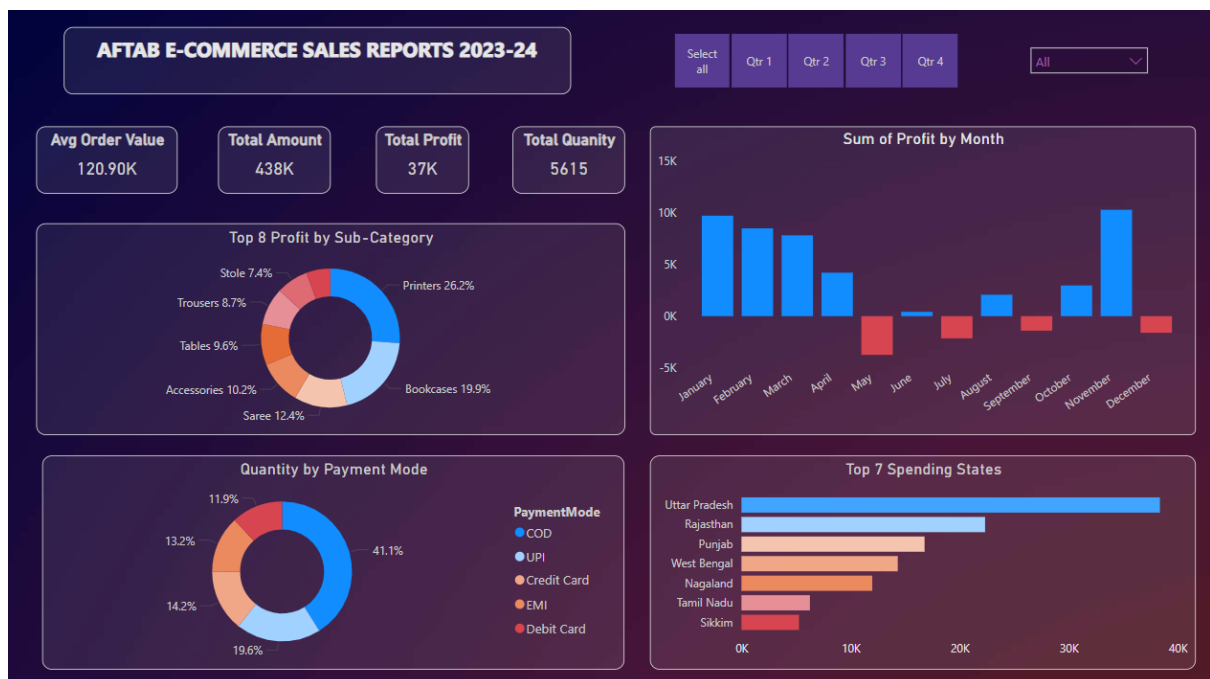 AFTAB E-COMMERCE SALES REPORTS 2023-24
Select
all
Qtr 1
Qtr 2
Qtr 3
Qtr 4
All
Avg Order Value
120.90K
Total Amount
438K
Total Profit
37K
Total Quanity
5615
Sum of Profit by Month
15K
10K
5K
0K
-5K
January
February
March
April
May
June
July
August
September
October
November
December
Top 8 Profit by Sub-Category
Stole 7.4%
Printers 26.2%
Trousers 8.7%
Tables 9.6%
Accessories 10.2%
Bookcases 19.9%
Saree 12.4%
Quantity by Payment Mode
11.9%
13.2%
41.1%
14.2%
19.6%
PaymentMode
COD
UPI
Credit Card
EMI
Debit Card
Top 7 Spending States
Uttar Pradesh
Rajasthan
Punjab
West Bengal
Nagaland
Tamil Nadu
Sikkim
0K
10K
20K
30K
40K